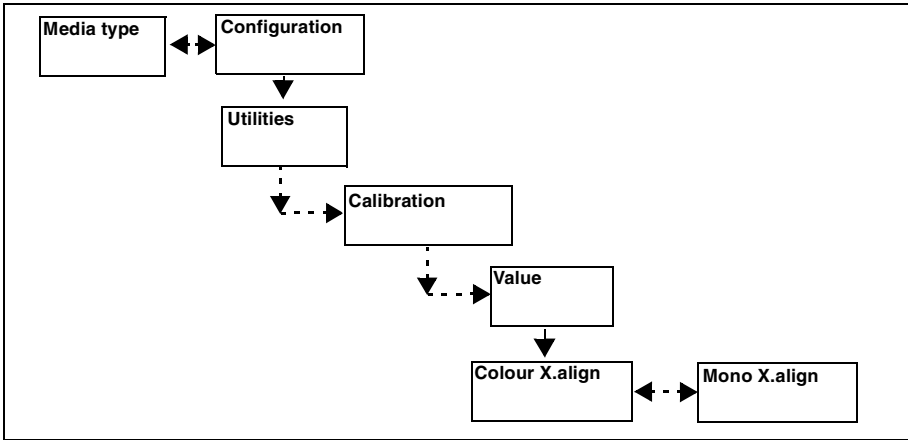 Media type
Configuration
Utilities
Calibration
Value
Colour X.align
Mono X.align